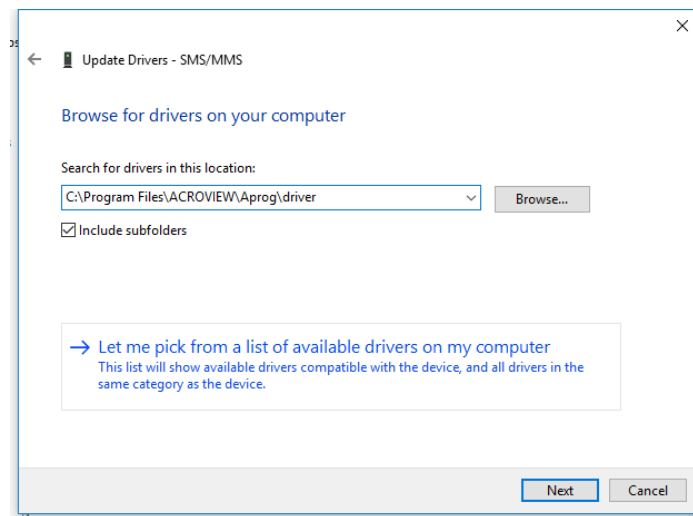 Update Drivers - SMS/MMS
Browse for drivers on your computer
Search for drivers in this location:
C:\Program Files\ACROVIEW\Aprog\driver
Browse...
Include subfolders
Let me pick from a list of available drivers on my computer
This list will show available drivers compatible with the device, and all drivers in the
same category as the device.
Next
Cancel